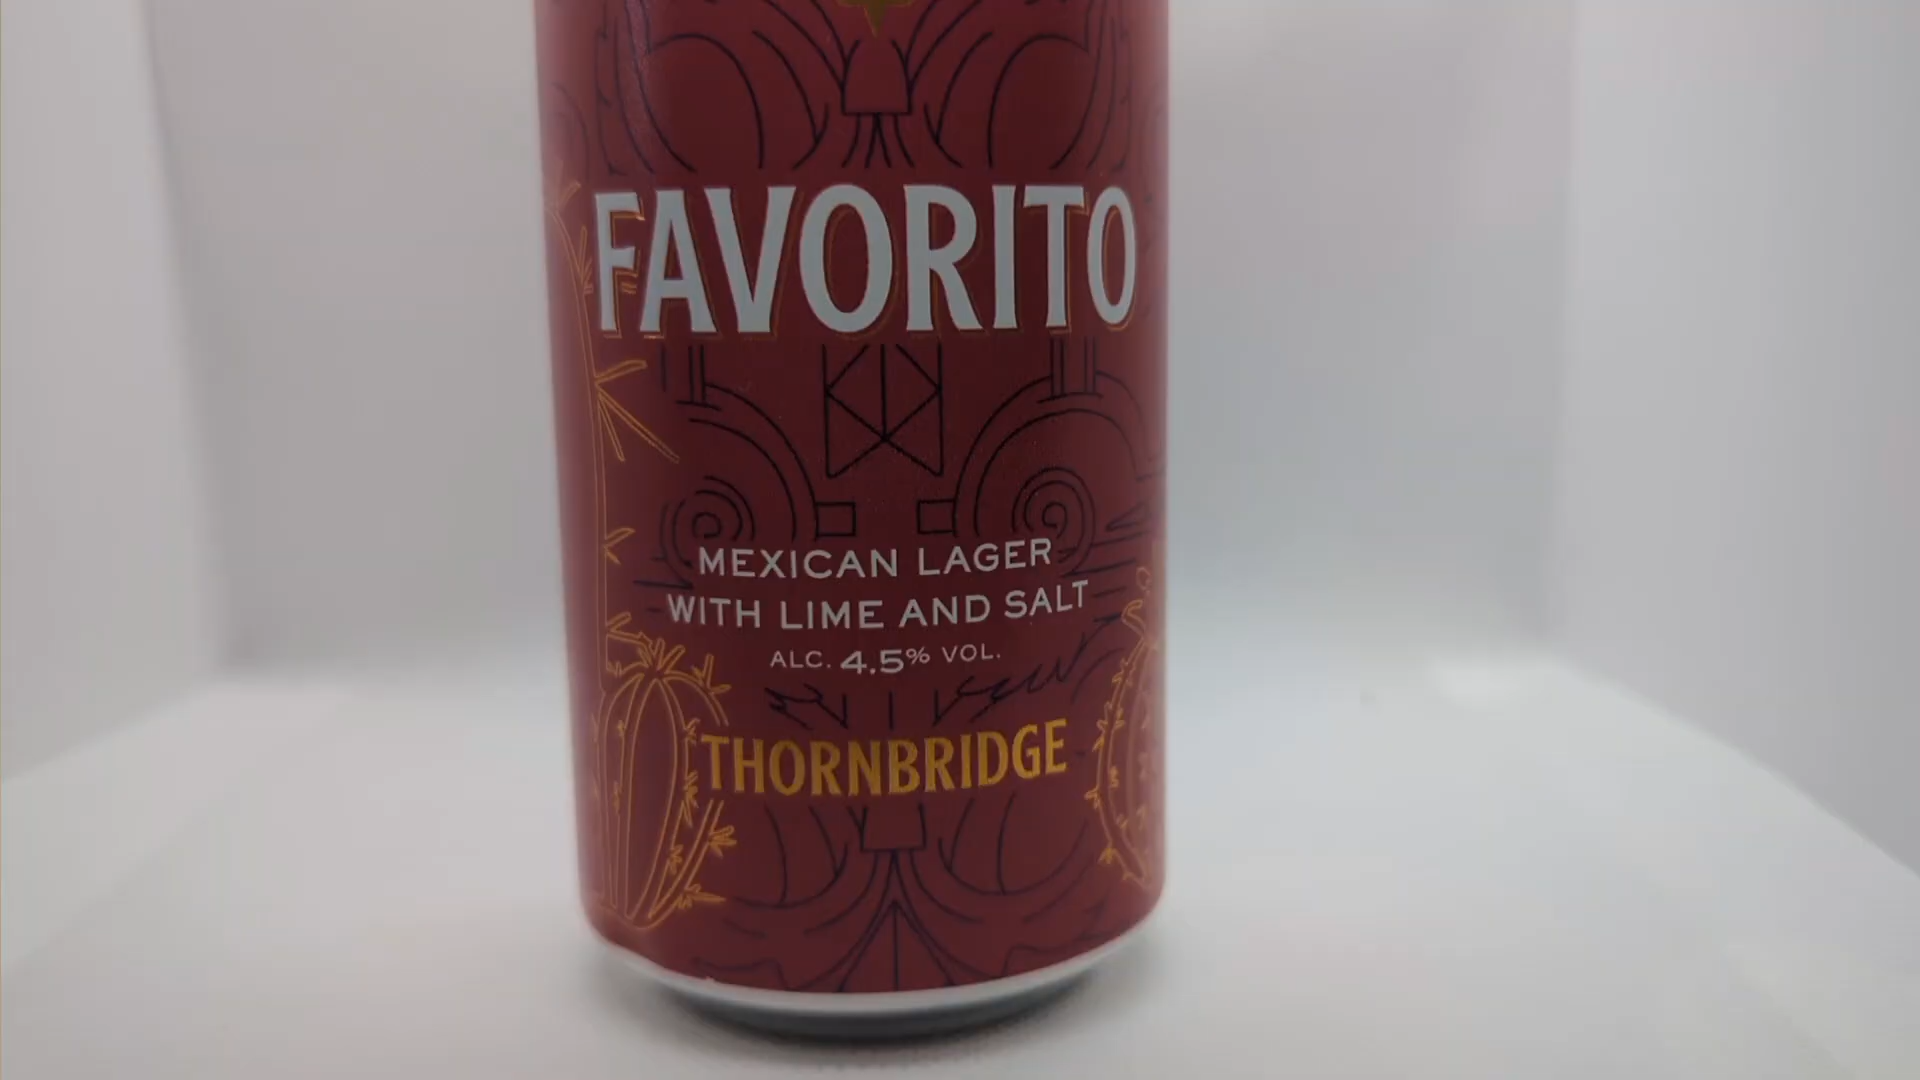 FAVORITO
MEXICAN LAGER
WITH LIME AND SALT
ALC. 4.5% VOL.
THORNBRIDGE